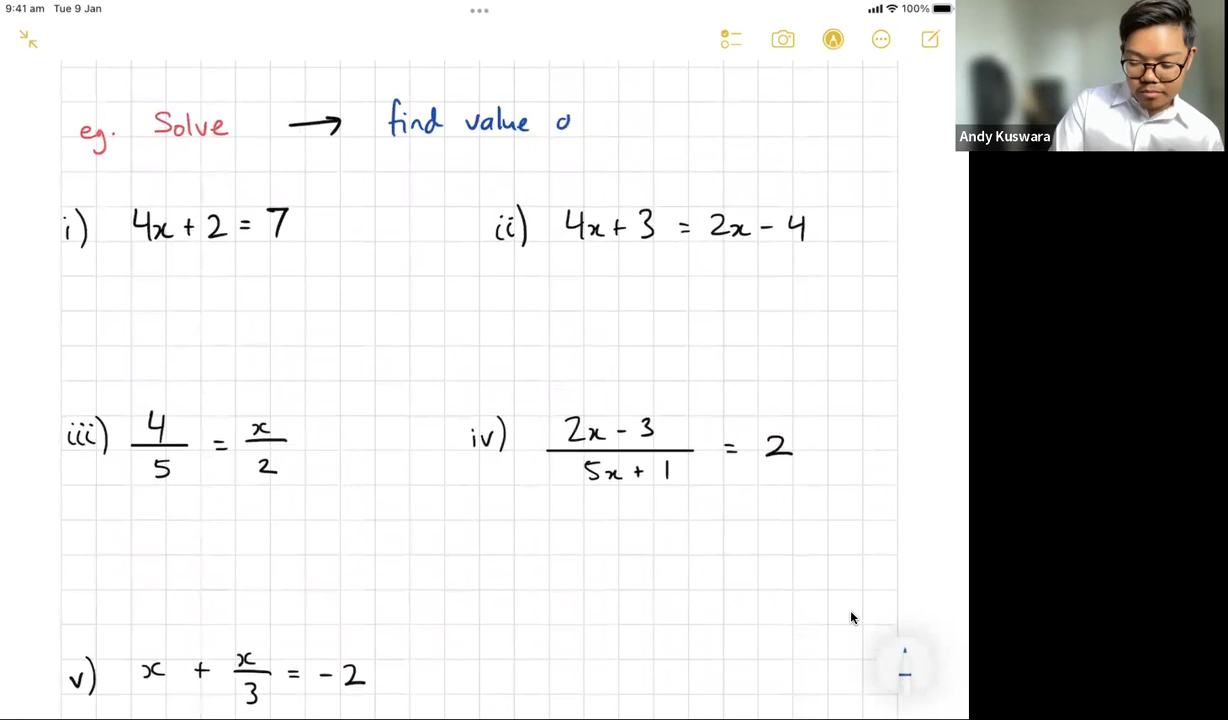 9:41 am Tue 9 Jan 100%
Andy Kuswara
eg. Solve → find value o
i) 4x + 2 = 7
ii) 4x + 3 = 2x - 4
iii) 4/5 = x/2
iv) (2x - 3)/(5x + 1) = 2
v) x + x/3 = -2